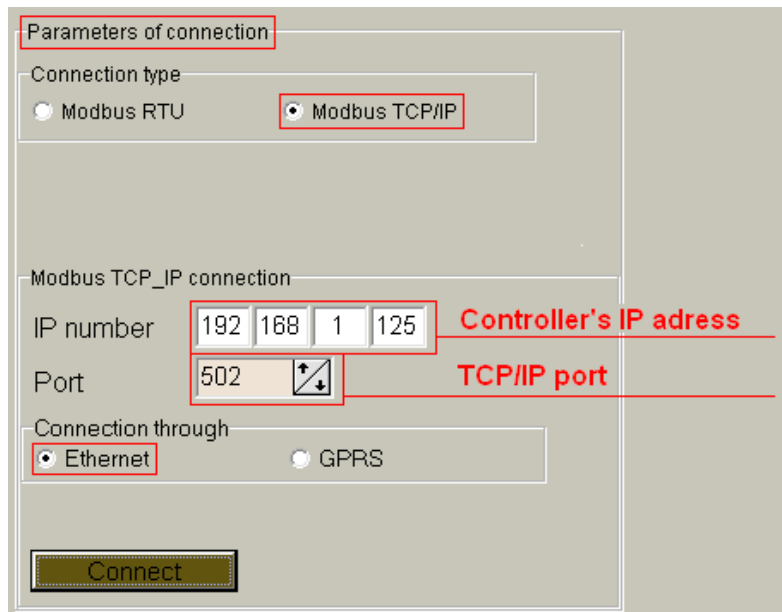 Parameters of connection
Connection type
Modbus RTU Modbus TCP/IP
Modbus TCP_IP connection
IP number 192 168 1 125 Controller's IP adress
Port 502 TCP/IP port
Connection through
Ethernet GPRS
Connect